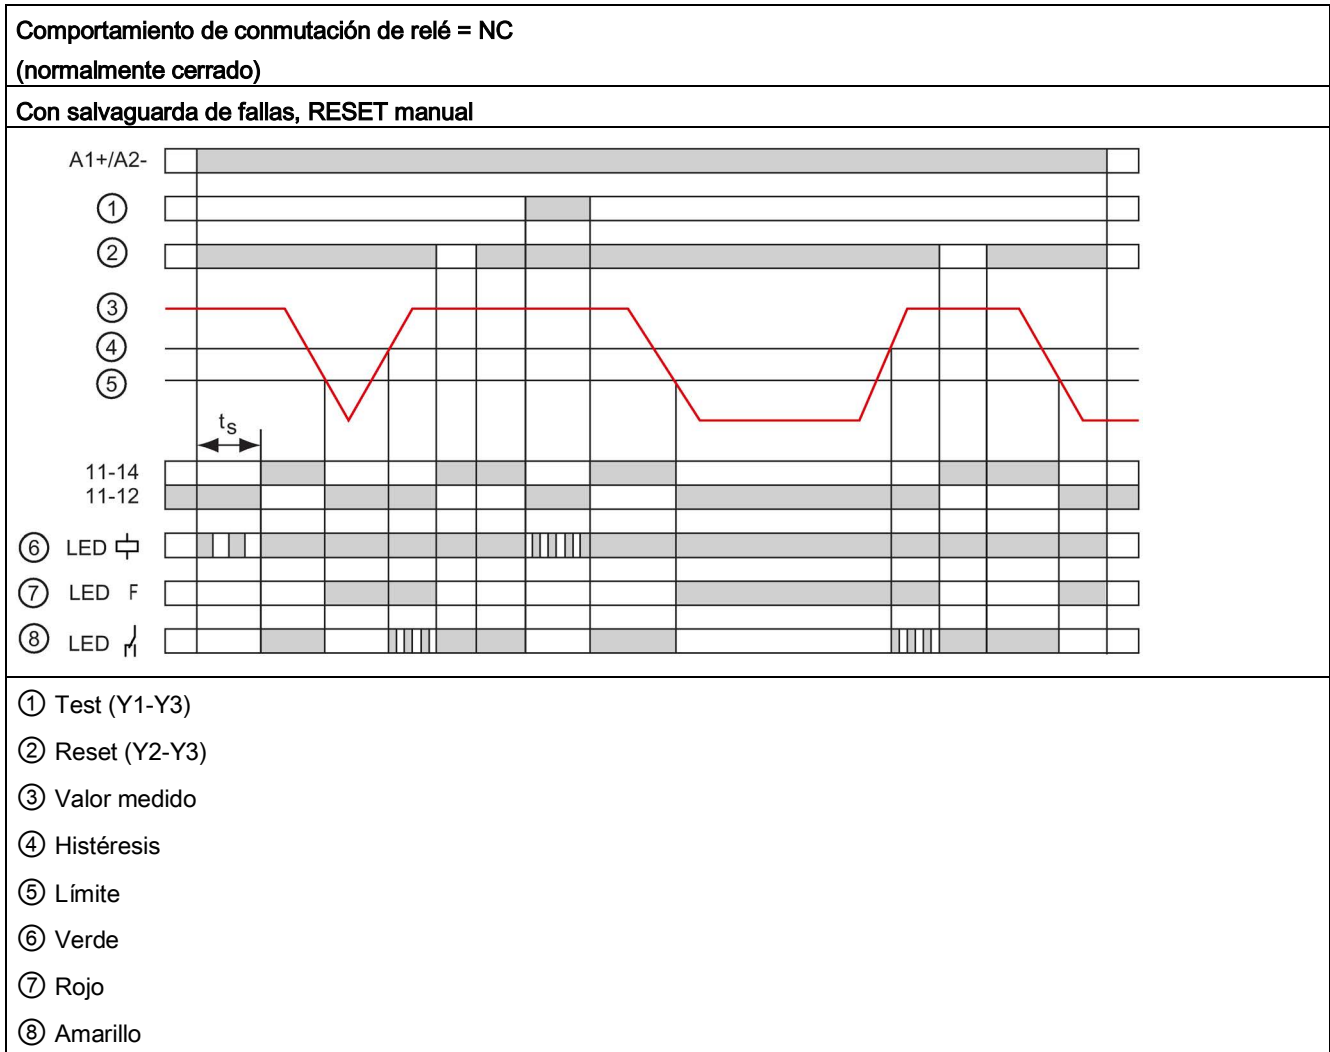 Comportamiento de conmutación de relé = NC
(normalmente cerrado)
Con salvaguarda de fallas, RESET manual
A1+/A2-
①
②
③
④
⑤
ts
11-14
11-12
⑥ LED
⑦ LED F
⑧ LED
① Test (Y1-Y3)
② Reset (Y2-Y3)
③ Valor medido
④ Histéresis
⑤ Límite
⑥ Verde
⑦ Rojo
⑧ Amarillo